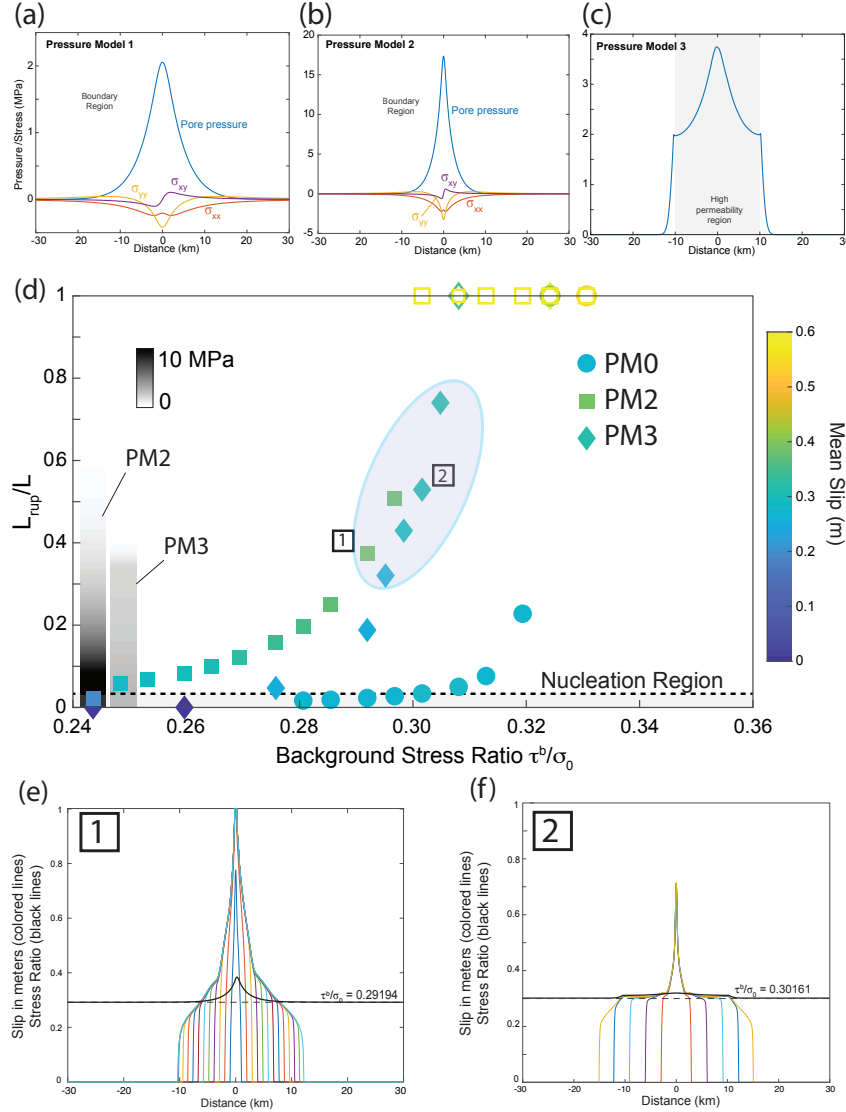 (a)
Pressure Model 1
Boundary
Region
Pore pressure
σyy
σxy
σxx
Pressure /Stress (MPa)
2
1
0
-30 -20 -10 0 10 20 30
Distance (km)
(b)
Pressure Model 2
Boundary
Region
Pore pressure
σxy
σyy
σxx
20
15
10
5
0
-5
-30 -20 -10 0 10 20 30
Distance (km)
(c)
Pressure Model 3
High
permeability
region
4
3
2
1
0
-30 -20 -10 0 10 20 30
Distance (km)
(d)
1
0.8
0.6
0.4
0.2
0
Lrup/L
10 MPa
0
PM2
PM3
PM0
PM2
PM3
1
2
Nucleation Region
0.24 0.26 0.28 0.30 0.32 0.34 0.36
Background Stress Ratio τᵇ/σ₀
0.6
0.5
0.4
0.3
0.2
0.1
0
Mean Slip (m)
(e)
1
1
0.8
0.6
0.4
0.2
0
Slip in meters (colored lines)
Stress Ratio (black lines)
τᵇ/σ₀ = 0.29194
-30 -20 -10 0 10 20 30
Distance (km)
(f)
2
1
0.8
0.6
0.4
0.2
0
Slip in meters (colored lines)
Stress Ratio (black lines)
τᵇ/σ₀ = 0.30161
-30 -20 -10 0 10 20 30
Distance (km)